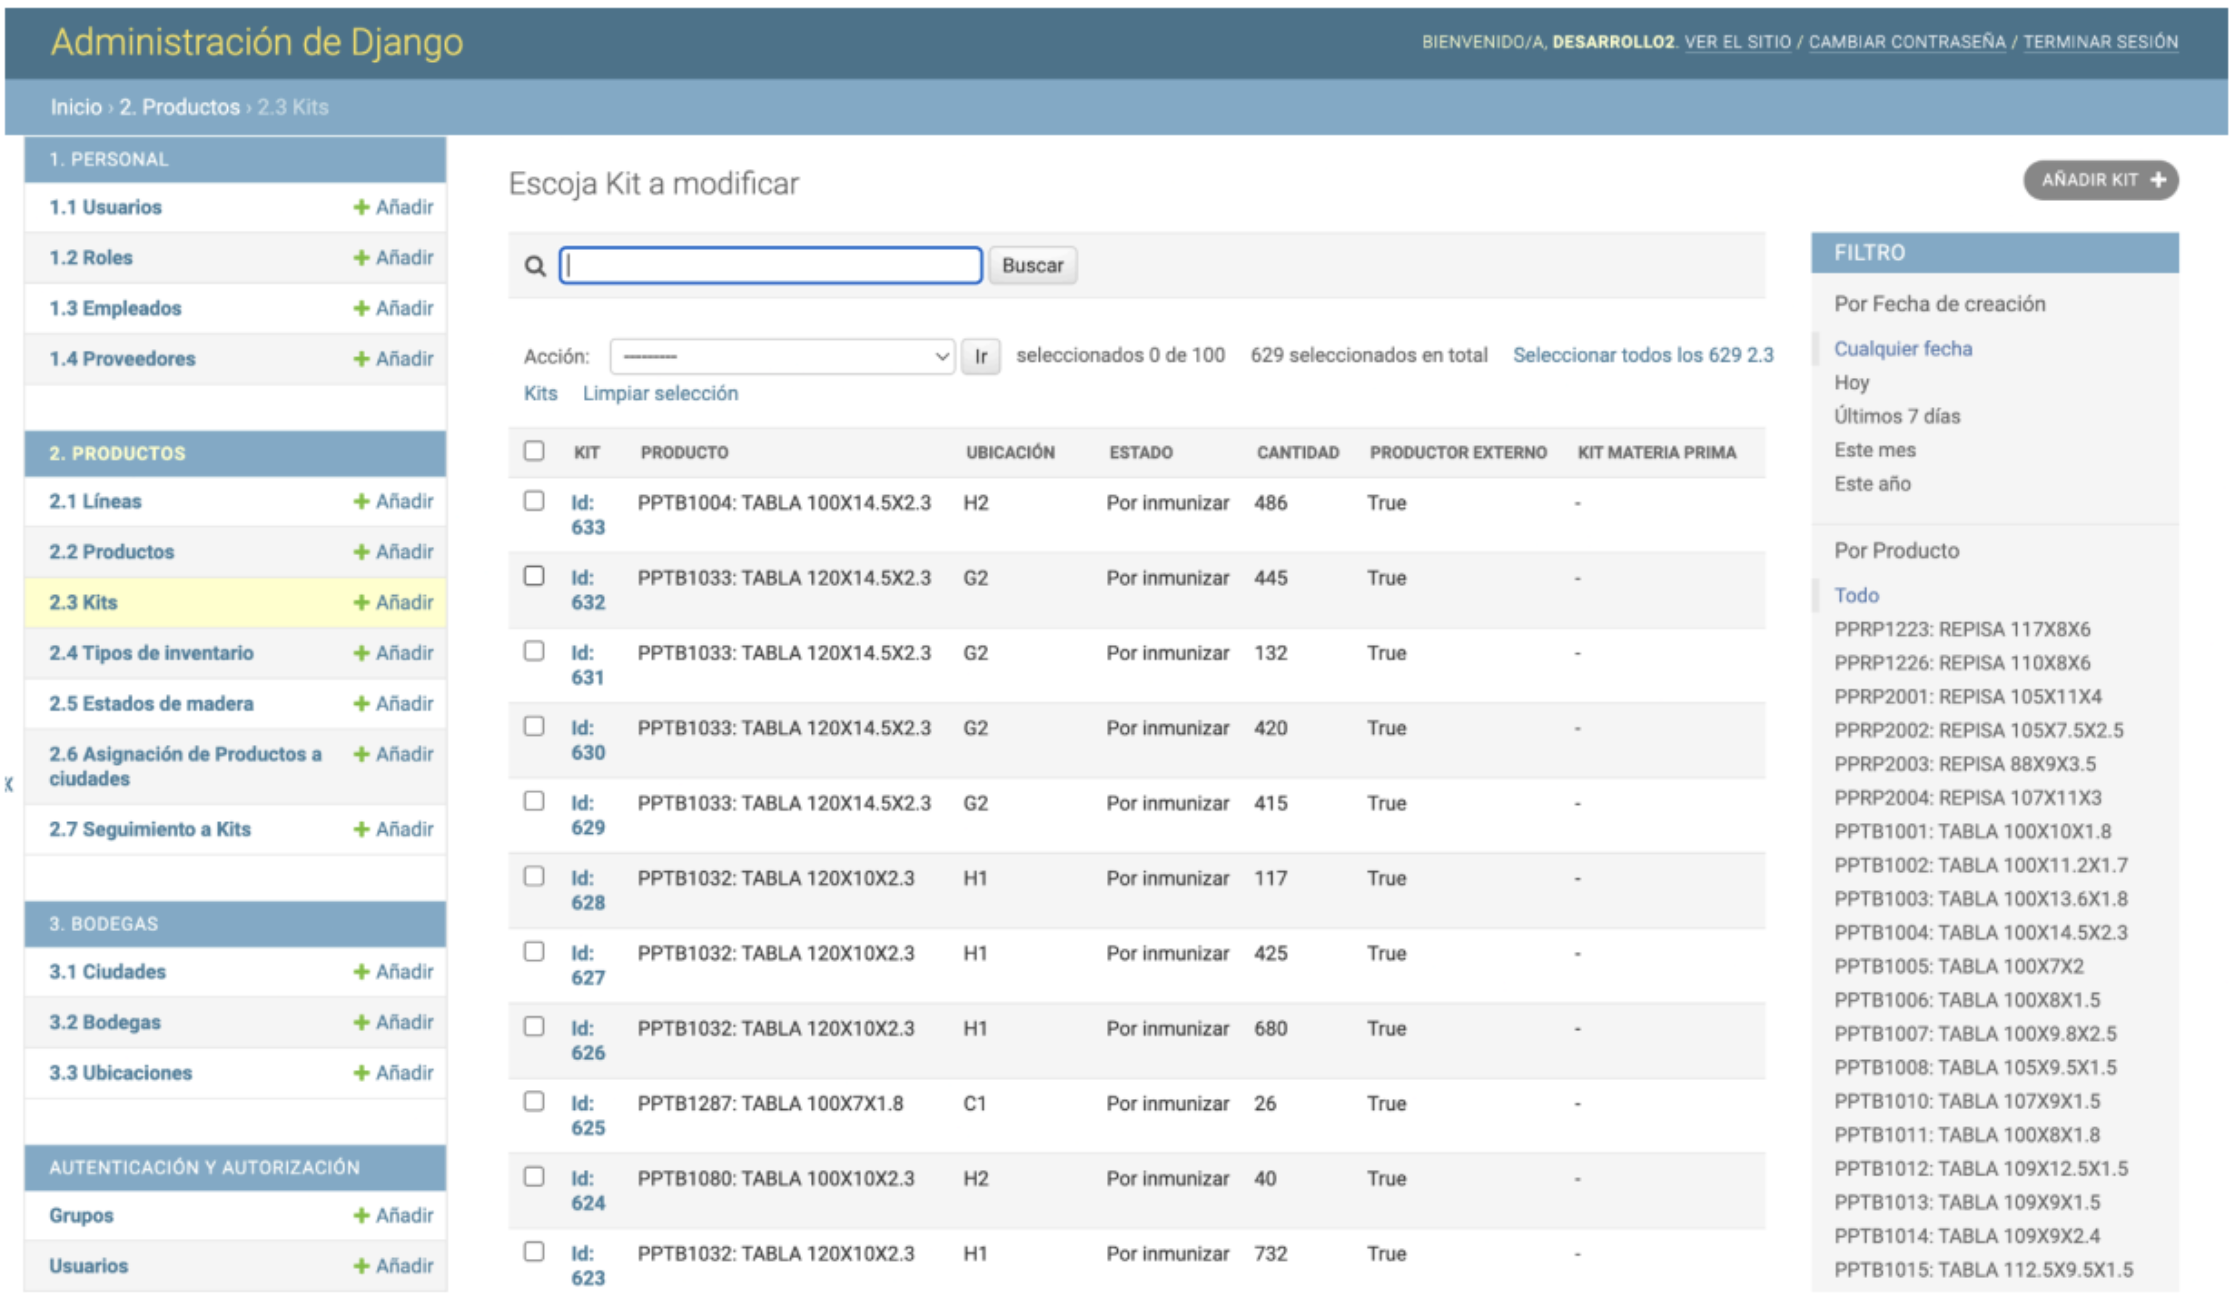 Administración de Django
BIENVENIDO/A, DESARROLLO2. VER EL SITIO / CAMBIAR CONTRASEÑA / TERMINAR SESIÓN
Inicio › 2. Productos › 2.3 Kits
1. PERSONAL
1.1 Usuarios + Añadir
1.2 Roles + Añadir
1.3 Empleados + Añadir
1.4 Proveedores + Añadir
2. PRODUCTOS
2.1 Líneas + Añadir
2.2 Productos + Añadir
2.3 Kits + Añadir
2.4 Tipos de inventario + Añadir
2.5 Estados de madera + Añadir
2.6 Asignación de Productos a + Añadir
ciudades
2.7 Seguimiento a Kits + Añadir
3. BODEGAS
3.1 Ciudades + Añadir
3.2 Bodegas + Añadir
3.3 Ubicaciones + Añadir
AUTENTICACIÓN Y AUTORIZACIÓN
Grupos + Añadir
Usuarios + Añadir
Escoja Kit a modificar
AÑADIR KIT +
Buscar
Acción: --------- Ir seleccionados 0 de 100 629 seleccionados en total Seleccionar todos los 629 2.3
Kits Limpiar selección
KIT PRODUCTO UBICACIÓN ESTADO CANTIDAD PRODUCTOR EXTERNO KIT MATERIA PRIMA
Id: PPTB1004: TABLA 100X14.5X2.3 H2 Por inmunizar 486 True -
633
Id: PPTB1033: TABLA 120X14.5X2.3 G2 Por inmunizar 445 True -
632
Id: PPTB1033: TABLA 120X14.5X2.3 G2 Por inmunizar 132 True -
631
Id: PPTB1033: TABLA 120X14.5X2.3 G2 Por inmunizar 420 True -
630
Id: PPTB1033: TABLA 120X14.5X2.3 G2 Por inmunizar 415 True -
629
Id: PPTB1032: TABLA 120X10X2.3 H1 Por inmunizar 117 True -
628
Id: PPTB1032: TABLA 120X10X2.3 H1 Por inmunizar 425 True -
627
Id: PPTB1032: TABLA 120X10X2.3 H1 Por inmunizar 680 True -
626
Id: PPTB1287: TABLA 100X7X1.8 C1 Por inmunizar 26 True -
625
Id: PPTB1080: TABLA 100X10X2.3 H2 Por inmunizar 40 True -
624
Id: PPTB1032: TABLA 120X10X2.3 H1 Por inmunizar 732 True -
623
FILTRO
Por Fecha de creación
Cualquier fecha
Hoy
Últimos 7 días
Este mes
Este año
Por Producto
Todo
PPRP1223: REPISA 117X8X6
PPRP1226: REPISA 110X8X6
PPRP2001: REPISA 105X11X4
PPRP2002: REPISA 105X7.5X2.5
PPRP2003: REPISA 88X9X3.5
PPRP2004: REPISA 107X11X3
PPTB1001: TABLA 100X10X1.8
PPTB1002: TABLA 100X11.2X1.7
PPTB1003: TABLA 100X13.6X1.8
PPTB1004: TABLA 100X14.5X2.3
PPTB1005: TABLA 100X7X2
PPTB1006: TABLA 100X8X1.5
PPTB1007: TABLA 100X9.8X2.5
PPTB1008: TABLA 105X9.5X1.5
PPTB1010: TABLA 107X9X1.5
PPTB1011: TABLA 100X8X1.8
PPTB1012: TABLA 109X12.5X1.5
PPTB1013: TABLA 109X9X1.5
PPTB1014: TABLA 109X9X2.4
PPTB1015: TABLA 112.5X9.5X1.5